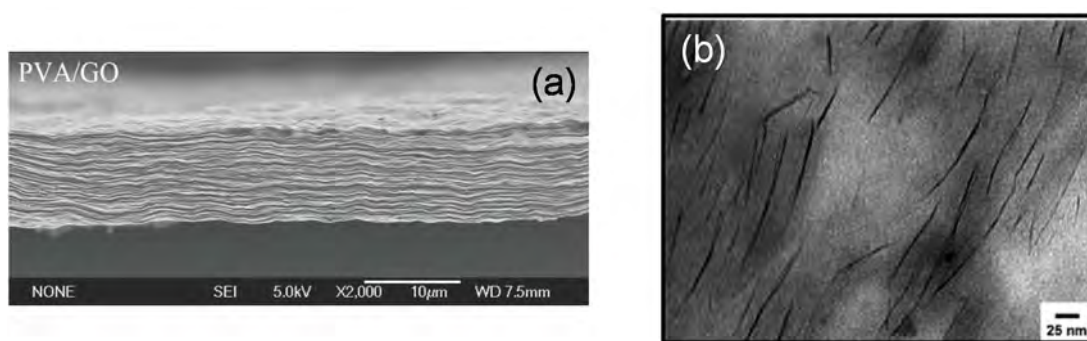 PVA/GO
(a)
NONE SEI 5.0kV X2,000 10μm WD 7.5mm
(b)
25 nm